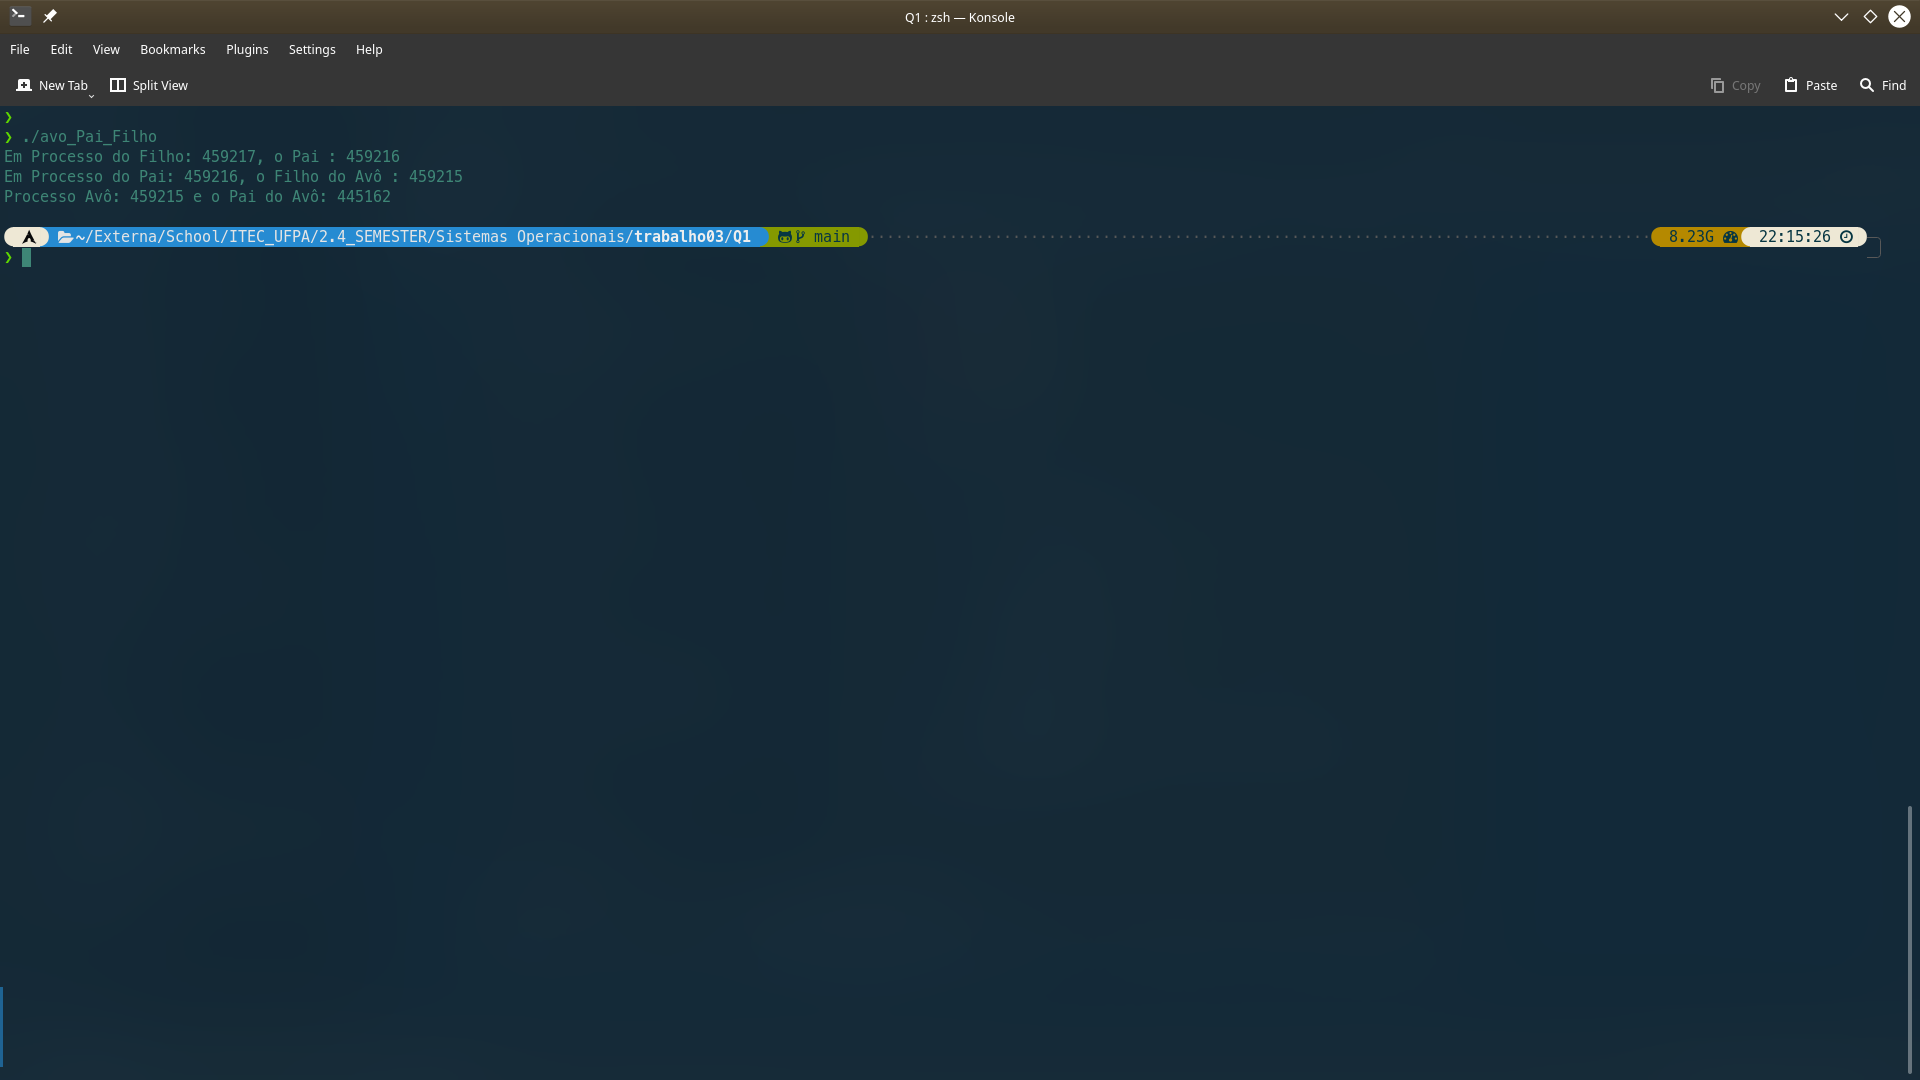 Q1 : zsh — Konsole
File Edit View Bookmarks Plugins Settings Help
New Tab Split View Copy Paste Find
❯
❯ ./avo_Pai_Filho
Em Processo do Filho: 459217, o Pai : 459216
Em Processo do Pai: 459216, o Filho do Avô : 459215
Processo Avô: 459215 e o Pai do Avô: 445162
~/Externa/School/ITEC_UFPA/2.4_SEMESTER/Sistemas Operacionais/trabalho03/Q1 main 8.23G 22:15:26
❯